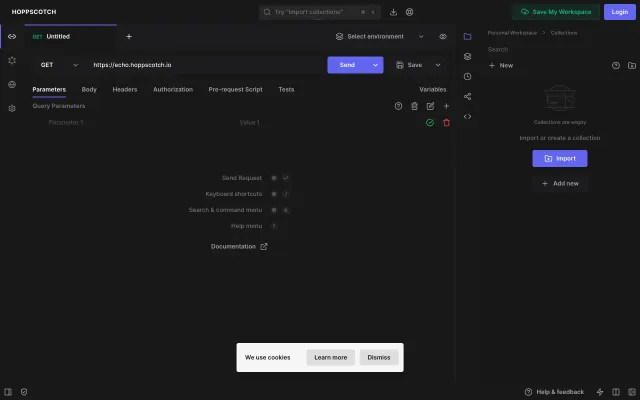 HOPPSCOTCH
Try "Import collections"
Save My Workspace
Login
GET Untitled
Select environment
GET
https://echo.hoppscotch.io
Send
Save
Parameters
Body
Headers
Authorization
Pre-request Script
Tests
Variables
Query Parameters
Parameter 1
Value 1
Send Request
Keyboard shortcuts
Search & command menu
Help menu
Documentation
Personal Workspace > Collections
Search
New
Collections are empty
Import or create a collection
Import
Add new
We use cookies
Learn more
Dismiss
Help & feedback